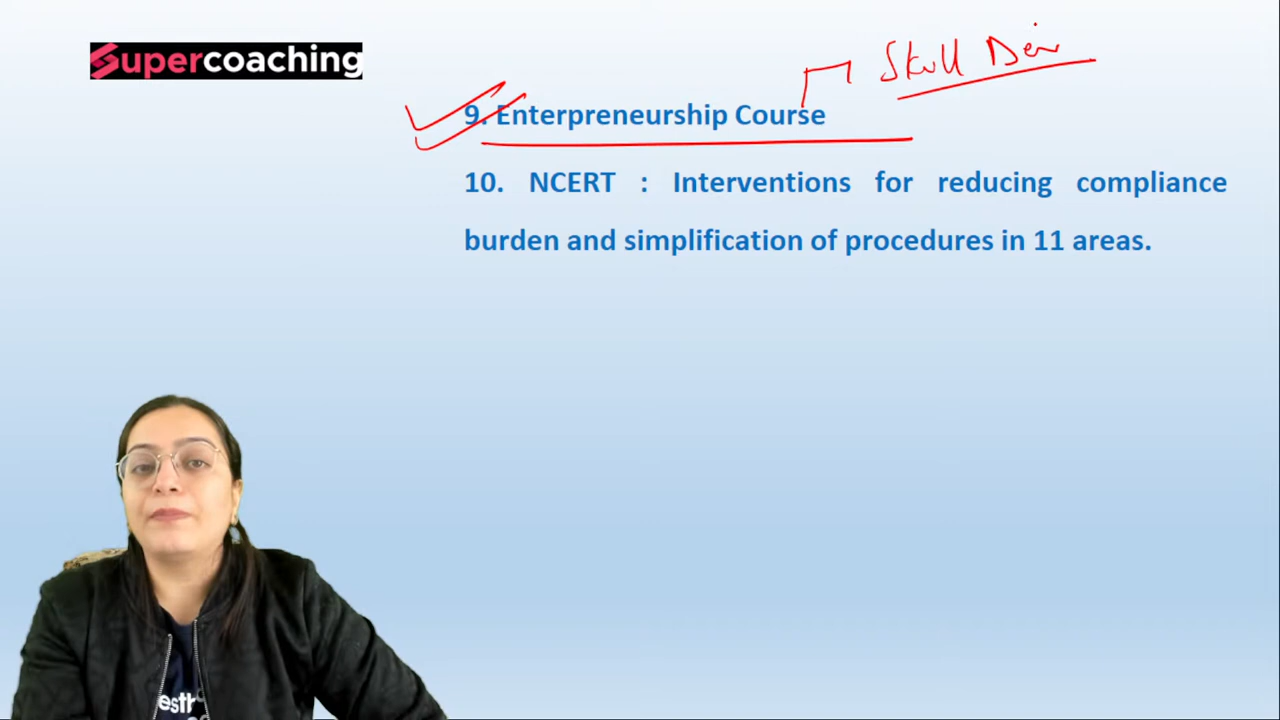 Supercoaching
Skill Dev
9. Enterpreneurship Course
10. NCERT : Interventions for reducing compliance
burden and simplification of procedures in 11 areas.